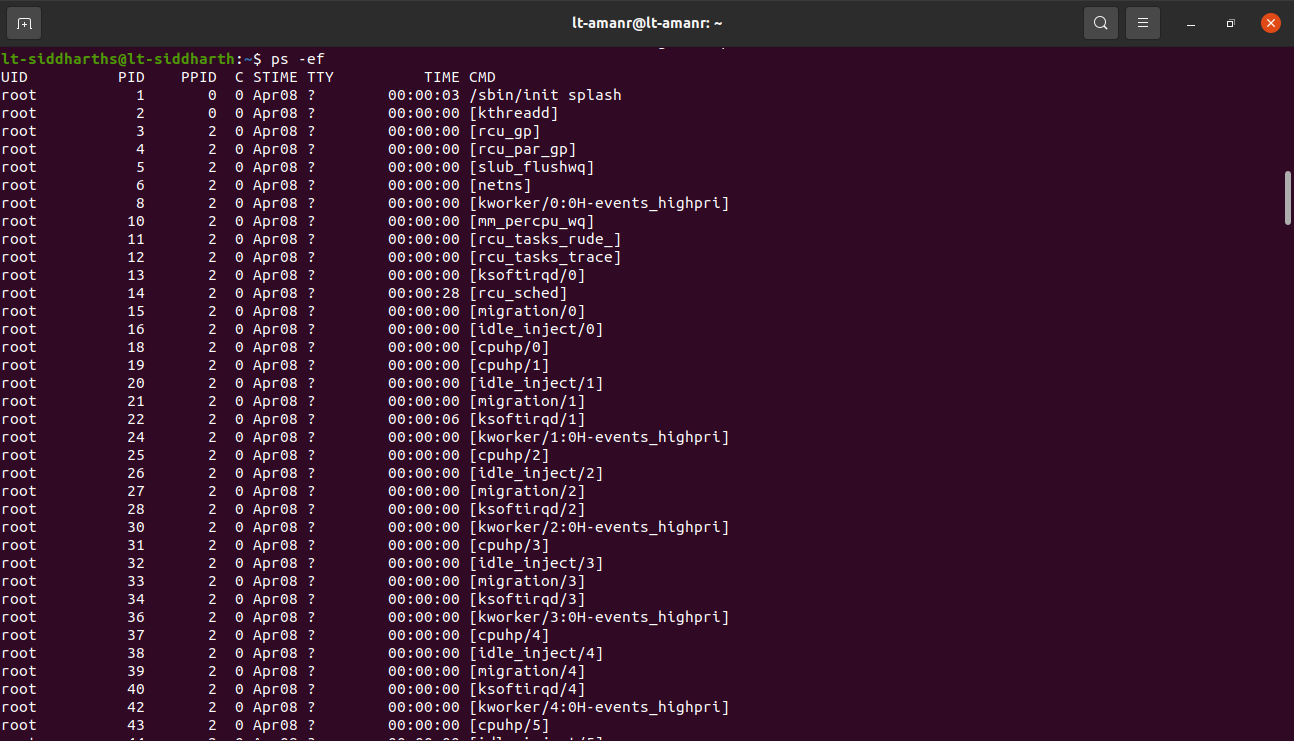 lt-amanr@lt-amanr: ~
lt-siddharths@lt-siddharth:~$ ps -ef
UID          PID    PPID  C STIME TTY          TIME CMD
root           1       0  0 Apr08 ?        00:00:03 /sbin/init splash
root           2       0  0 Apr08 ?        00:00:00 [kthreadd]
root           3       2  0 Apr08 ?        00:00:00 [rcu_gp]
root           4       2  0 Apr08 ?        00:00:00 [rcu_par_gp]
root           5       2  0 Apr08 ?        00:00:00 [slub_flushwq]
root           6       2  0 Apr08 ?        00:00:00 [netns]
root           8       2  0 Apr08 ?        00:00:00 [kworker/0:0H-events_highpri]
root          10       2  0 Apr08 ?        00:00:00 [mm_percpu_wq]
root          11       2  0 Apr08 ?        00:00:00 [rcu_tasks_rude_]
root          12       2  0 Apr08 ?        00:00:00 [rcu_tasks_trace]
root          13       2  0 Apr08 ?        00:00:00 [ksoftirqd/0]
root          14       2  0 Apr08 ?        00:00:28 [rcu_sched]
root          15       2  0 Apr08 ?        00:00:00 [migration/0]
root          16       2  0 Apr08 ?        00:00:00 [idle_inject/0]
root          18       2  0 Apr08 ?        00:00:00 [cpuhp/0]
root          19       2  0 Apr08 ?        00:00:00 [cpuhp/1]
root          20       2  0 Apr08 ?        00:00:00 [idle_inject/1]
root          21       2  0 Apr08 ?        00:00:00 [migration/1]
root          22       2  0 Apr08 ?        00:00:06 [ksoftirqd/1]
root          24       2  0 Apr08 ?        00:00:00 [kworker/1:0H-events_highpri]
root          25       2  0 Apr08 ?        00:00:00 [cpuhp/2]
root          26       2  0 Apr08 ?        00:00:00 [idle_inject/2]
root          27       2  0 Apr08 ?        00:00:00 [migration/2]
root          28       2  0 Apr08 ?        00:00:00 [ksoftirqd/2]
root          30       2  0 Apr08 ?        00:00:00 [kworker/2:0H-events_highpri]
root          31       2  0 Apr08 ?        00:00:00 [cpuhp/3]
root          32       2  0 Apr08 ?        00:00:00 [idle_inject/3]
root          33       2  0 Apr08 ?        00:00:00 [migration/3]
root          34       2  0 Apr08 ?        00:00:00 [ksoftirqd/3]
root          36       2  0 Apr08 ?        00:00:00 [kworker/3:0H-events_highpri]
root          37       2  0 Apr08 ?        00:00:00 [cpuhp/4]
root          38       2  0 Apr08 ?        00:00:00 [idle_inject/4]
root          39       2  0 Apr08 ?        00:00:00 [migration/4]
root          40       2  0 Apr08 ?        00:00:00 [ksoftirqd/4]
root          42       2  0 Apr08 ?        00:00:00 [kworker/4:0H-events_highpri]
root          43       2  0 Apr08 ?        00:00:00 [cpuhp/5]